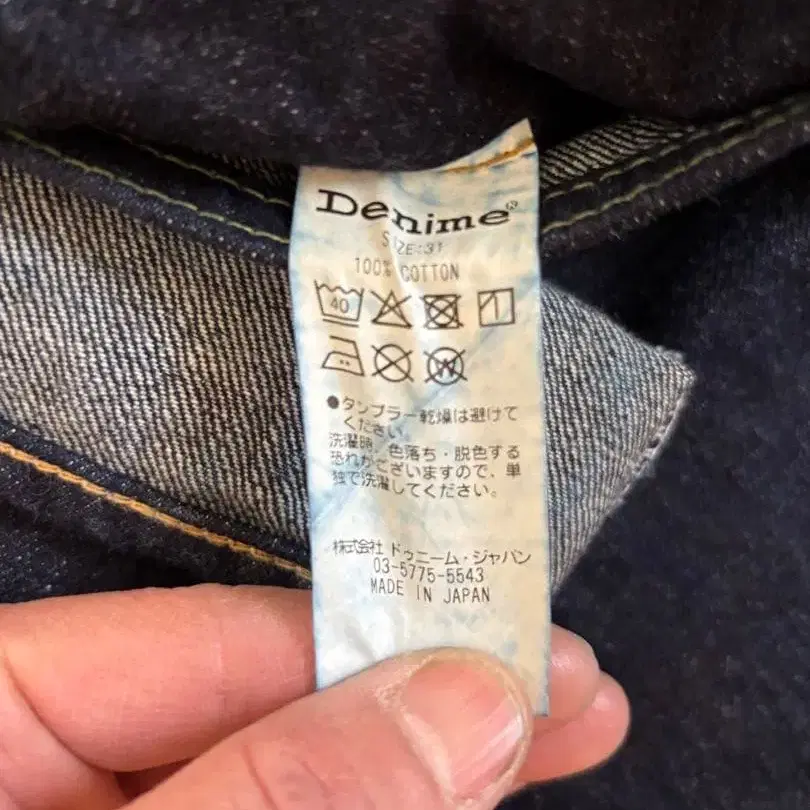 Denime®
SIZE:31
100% COTTON
40
W
●タンブラー乾燥は避けて
ください。
洗濯時、色落ち・脱色する
恐れがございますので、単
独で洗濯してください。
株式会社 ドゥニーム・ジャパン
03-5775-5543
MADE IN JAPAN